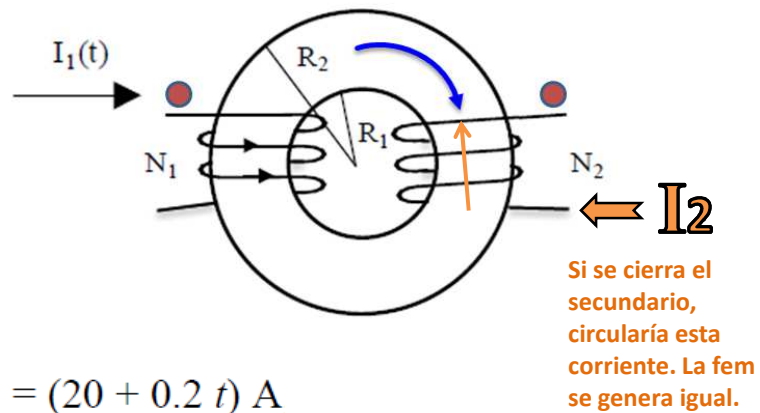 I₁(t)
R₂
R₁
N₁
N₂
I2
Si se cierra el
secundario,
circularía esta
corriente. La fem
se genera igual.
= (20 + 0.2 t) A